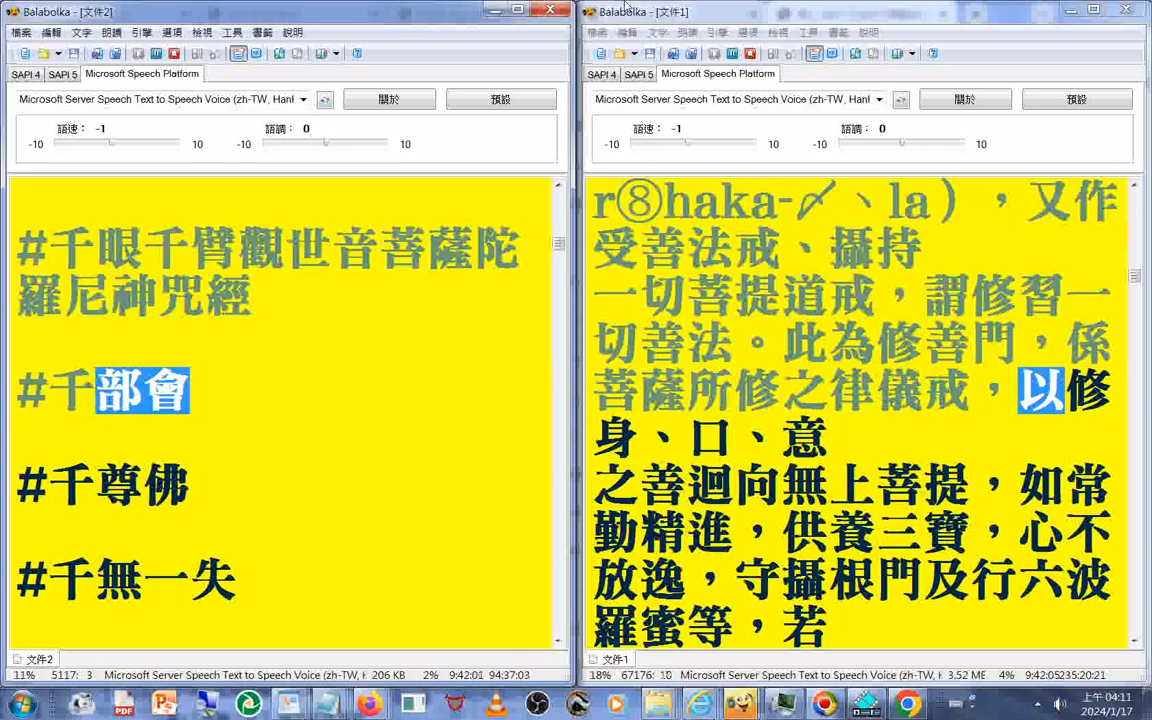 Balabolka - [文件2]
檔案 編輯 文字 朗讀 引擎 選項 檢視 工具 書籤 說明
SAPI 4 SAPI 5 Microsoft Speech Platform
Microsoft Server Speech Text to Speech Voice (zh-TW, Hanl
關於
預設
語速: -1
語調: 0
-10 10 -10 10
#千眼千臂觀世音菩薩陀
羅尼神咒經
#千部會
#千尊佛
#千無一失
文件2
11% 5117: 3 Microsoft Server Speech Text to Speech Voice (zh-TW, H 206 KB 2% 9:42:01 94:37:03
Balabolka - [文件1]
檔案 編輯 文字 朗讀 引擎 選項 檢視 工具 書籤 說明
SAPI 4 SAPI 5 Microsoft Speech Platform
Microsoft Server Speech Text to Speech Voice (zh-TW, Hanl
關於
預設
語速: -1
語調: 0
-10 10 -10 10
r⑧haka-〆、la),又作
受善法戒、攝持
一切菩提道戒,謂修習一
切善法。此為修善門,係
菩薩所修之律儀戒,以修
身、口、意
之善迴向無上菩提,如常
勤精進,供養三寶,心不
放逸,守攝根門及行六波
羅蜜等,若
文件1
18% 67176: 10 Microsoft Server Speech Text to Speech Voice (zh-TW, H 3.52 MB 4% 9:42:05 235:20:21
上午 04:11
2024/1/17